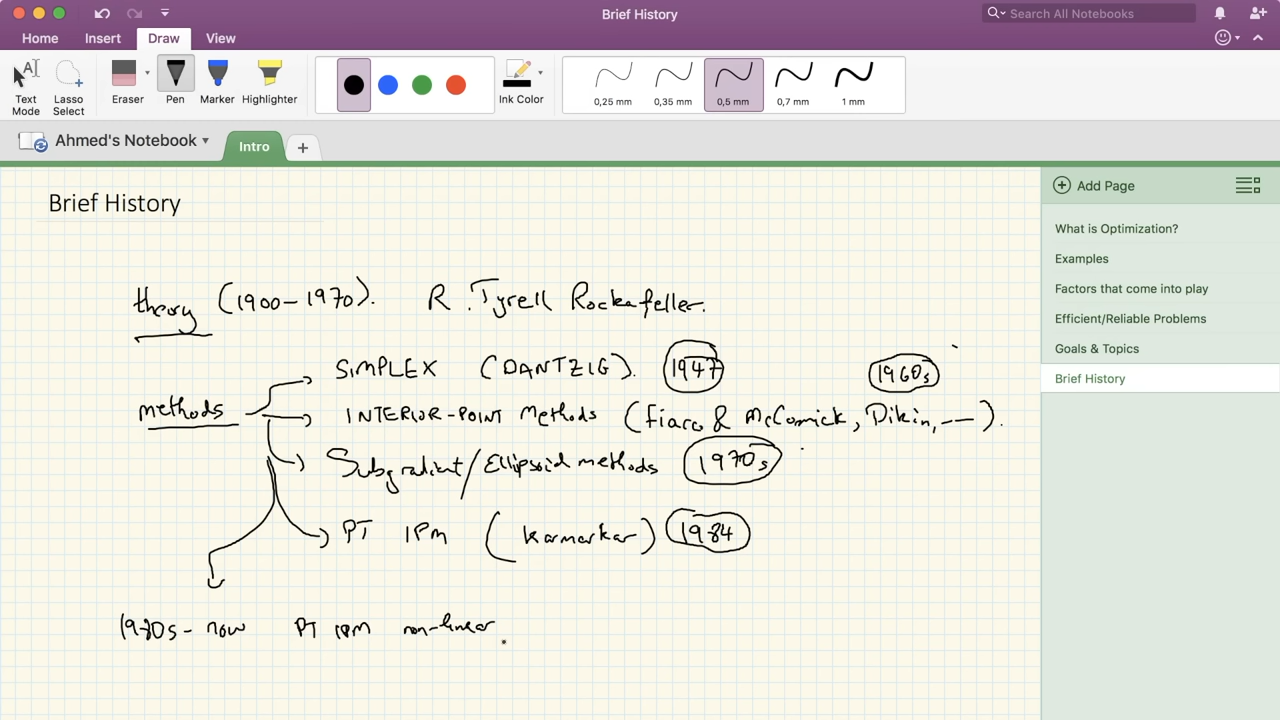 Brief History
Search All Notebooks
Home Insert Draw View
Text Mode
Lasso Select
Eraser
Pen
Marker
Highlighter
Ink Color
0,25 mm
0,35 mm
0,5 mm
0,7 mm
1 mm
Ahmed's Notebook
Intro
Add Page
What is Optimization?
Examples
Factors that come into play
Efficient/Reliable Problems
Goals & Topics
Brief History
Brief History
theory (1900-1970). R.Tyrell Rockafeller.
SIMPLEX (DANTZIG). 1947
1960s
methods
INTERIOR-POINT Methods (Fiaro & McComick, Dikin, ---).
Subgradient/Ellipsoid methods 1970s
PT IPM (Karmarkar) 1984
1980s - now PT IPM non-linear